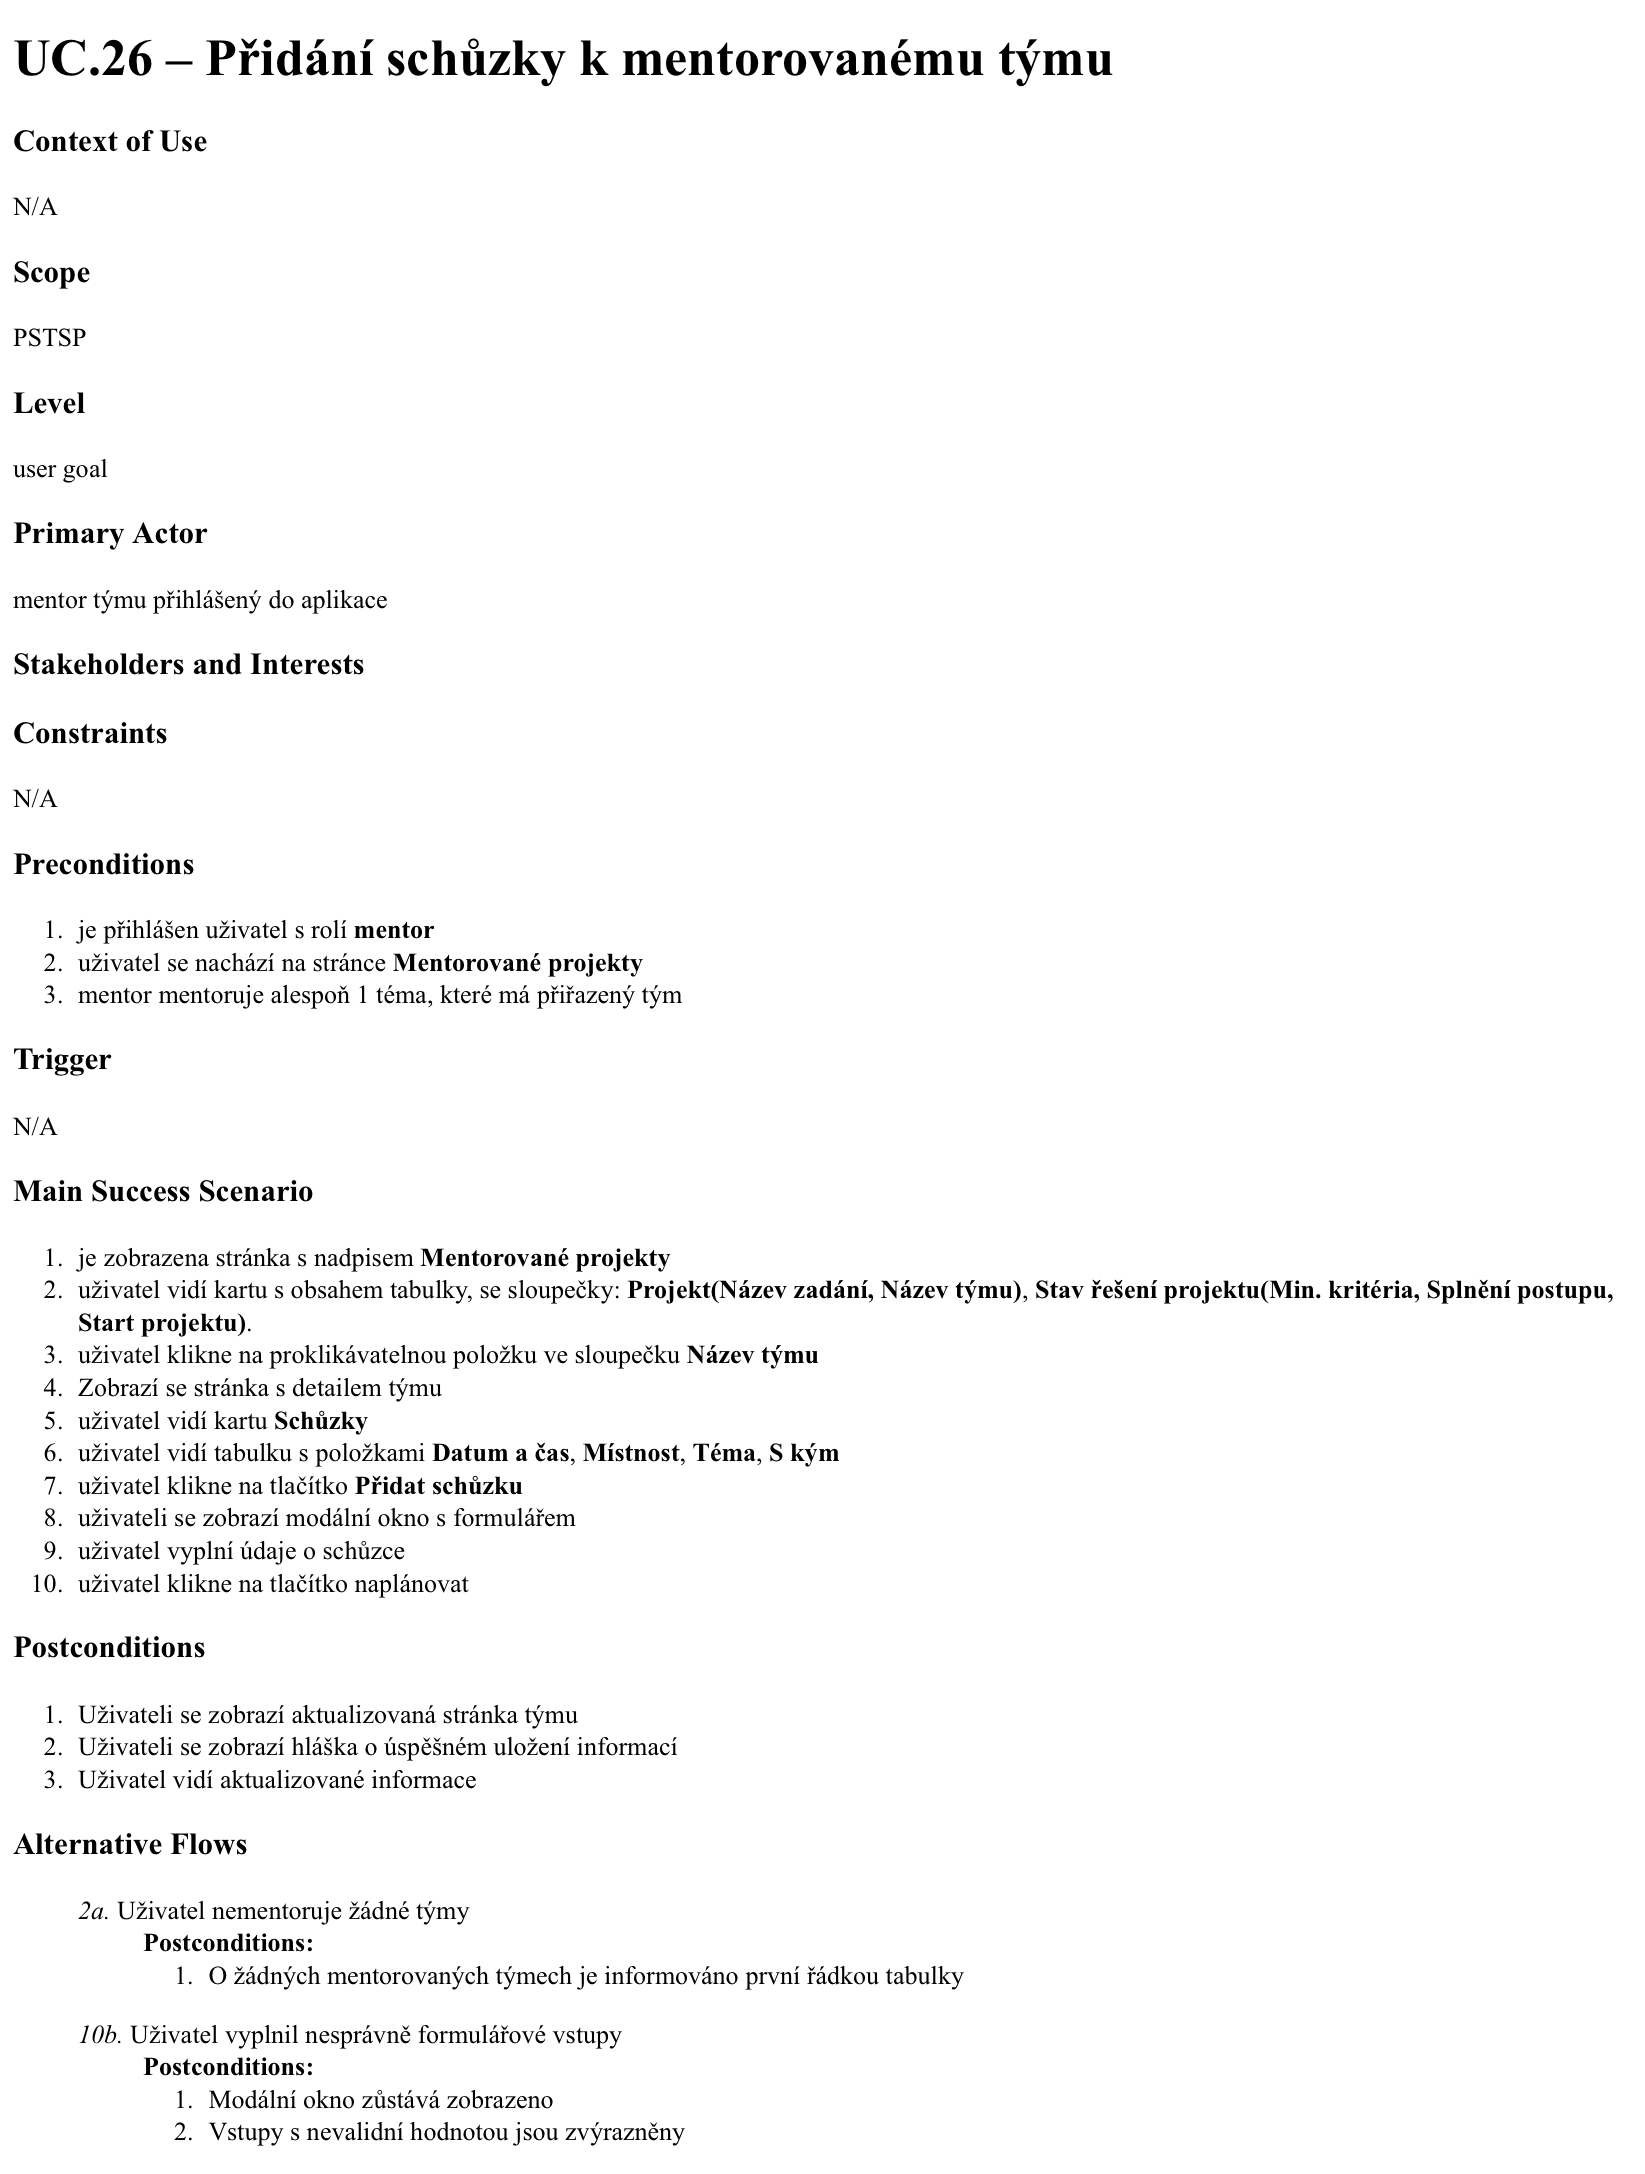 UC.26 – Přidání schůzky k mentorovanému týmu
Context of Use
N/A
Scope
PSTSP
Level
user goal
Primary Actor
mentor týmu přihlášený do aplikace
Stakeholders and Interests
Constraints
N/A
Preconditions
1. je přihlášen uživatel s rolí mentor
2. uživatel se nachází na stránce Mentorované projekty
3. mentor mentoruje alespoň 1 téma, které má přiřazený tým
Trigger
N/A
Main Success Scenario
1. je zobrazena stránka s nadpisem Mentorované projekty
2. uživatel vidí kartu s obsahem tabulky, se sloupečky: Projekt(Název zadání, Název týmu), Stav řešení projektu(Min. kritéria, Splnění postupu,
Start projektu).
3. uživatel klikne na proklikávatelnou položku ve sloupečku Název týmu
4. Zobrazí se stránka s detailem týmu
5. uživatel vidí kartu Schůzky
6. uživatel vidí tabulku s položkami Datum a čas, Místnost, Téma, S kým
7. uživatel klikne na tlačítko Přidat schůzku
8. uživateli se zobrazí modální okno s formulářem
9. uživatel vyplní údaje o schůzce
10. uživatel klikne na tlačítko naplánovat
Postconditions
1. Uživateli se zobrazí aktualizovaná stránka týmu
2. Uživateli se zobrazí hláška o úspěšném uložení informací
3. Uživatel vidí aktualizované informace
Alternative Flows
2a. Uživatel nementoruje žádné týmy
Postconditions:
1. O žádných mentorovaných týmech je informováno první řádkou tabulky
10b. Uživatel vyplnil nesprávně formulářové vstupy
Postconditions:
1. Modální okno zůstává zobrazeno
2. Vstupy s nevalidní hodnotou jsou zvýrazněny